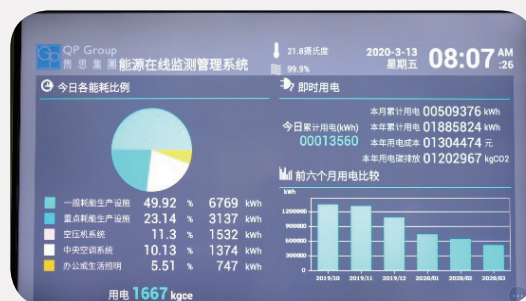 QP Group
隽思集团
能源在线监测管理系统
21.8摄氏度
99.9%
2020-3-13
星期五
08:07 AM
:26
今日各能耗比例
一般耗能生产设施 49.92 % 6769 kWh
重点耗能生产设施 23.14 % 3137 kWh
空压机系统 11.3 % 1532 kWh
中央空调系统 10.13 % 1374 kWh
办公或生活照明 5.51 % 747 kWh
用电 1667 kgce
即时用电
今日累计用电(kWh)
00013560
本月累计用电 00509376 kWh
本年累计用电 01885824 kWh
本年用电成本 01304474 元
本年用电碳排放 01202967 kgCO2
前六个月用电比较
kWh
1200000
900000
600000
300000
0
2019/10 2019/11 2019/12 2020/01 2020/02 2020/03